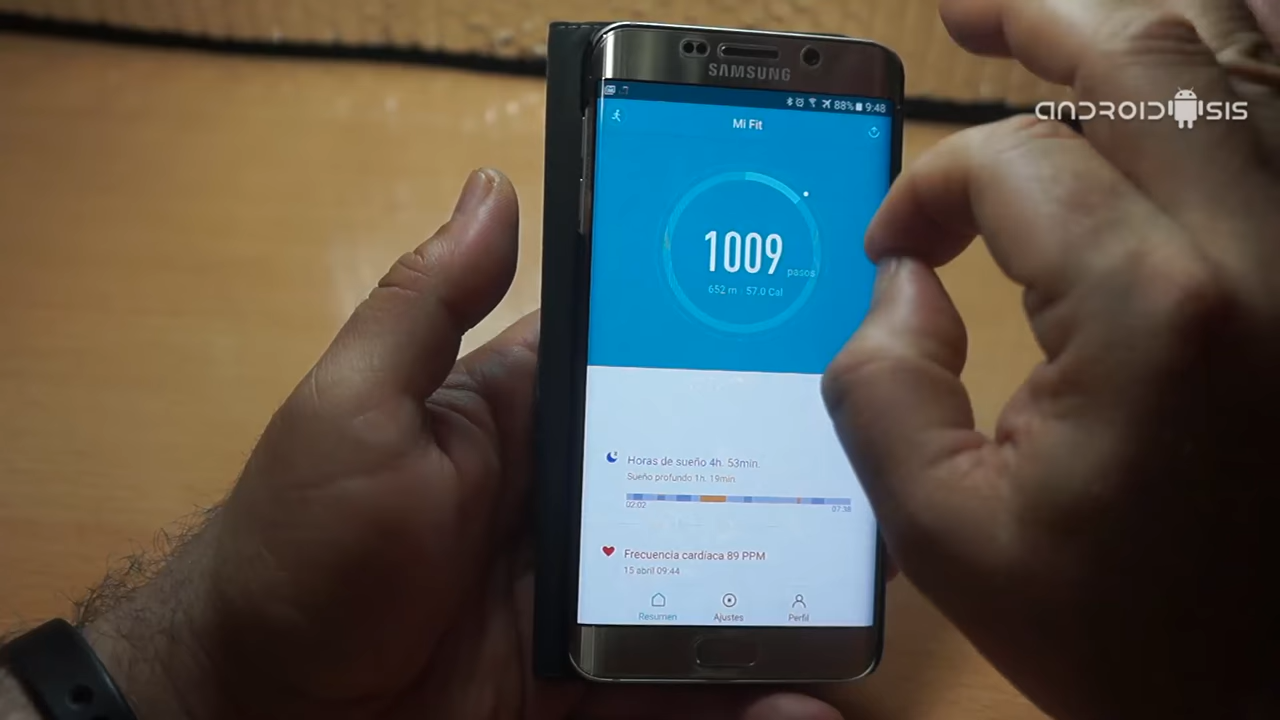 SAMSUNG
88% 9:48
Mi Fit
ANDROIDSIS
1009 pasos
652 m · 57.0 Cal
Horas de sueño 4h. 53min.
Sueño profundo 1h. 19min
02:02 07:38
Frecuencia cardíaca 89 PPM
15 abril 09:44
Resumen Ajustes Perfil